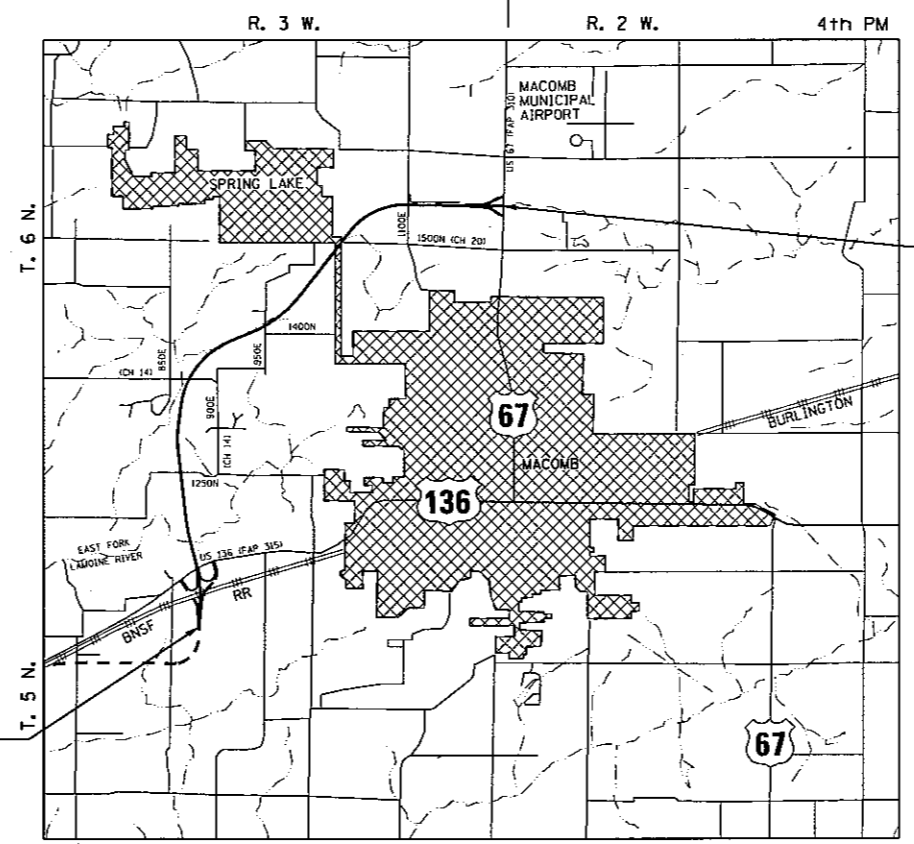 R. 3 W.
R. 2 W.
4th PM
MACOMB
MUNICIPAL
AIRPORT
US 67 (FAP 310)
SPRING LAKE
T. 6 N.
1100E
1500N (CH 20)
1400N
850E
950E
(CH 14)
900E
(CH 14)
67
BURLINGTON
MACOMB
1250N
136
EAST FORK
LAMOINE RIVER
US 136 (FAP 315)
BNSF
RR
T. 5 N.
67